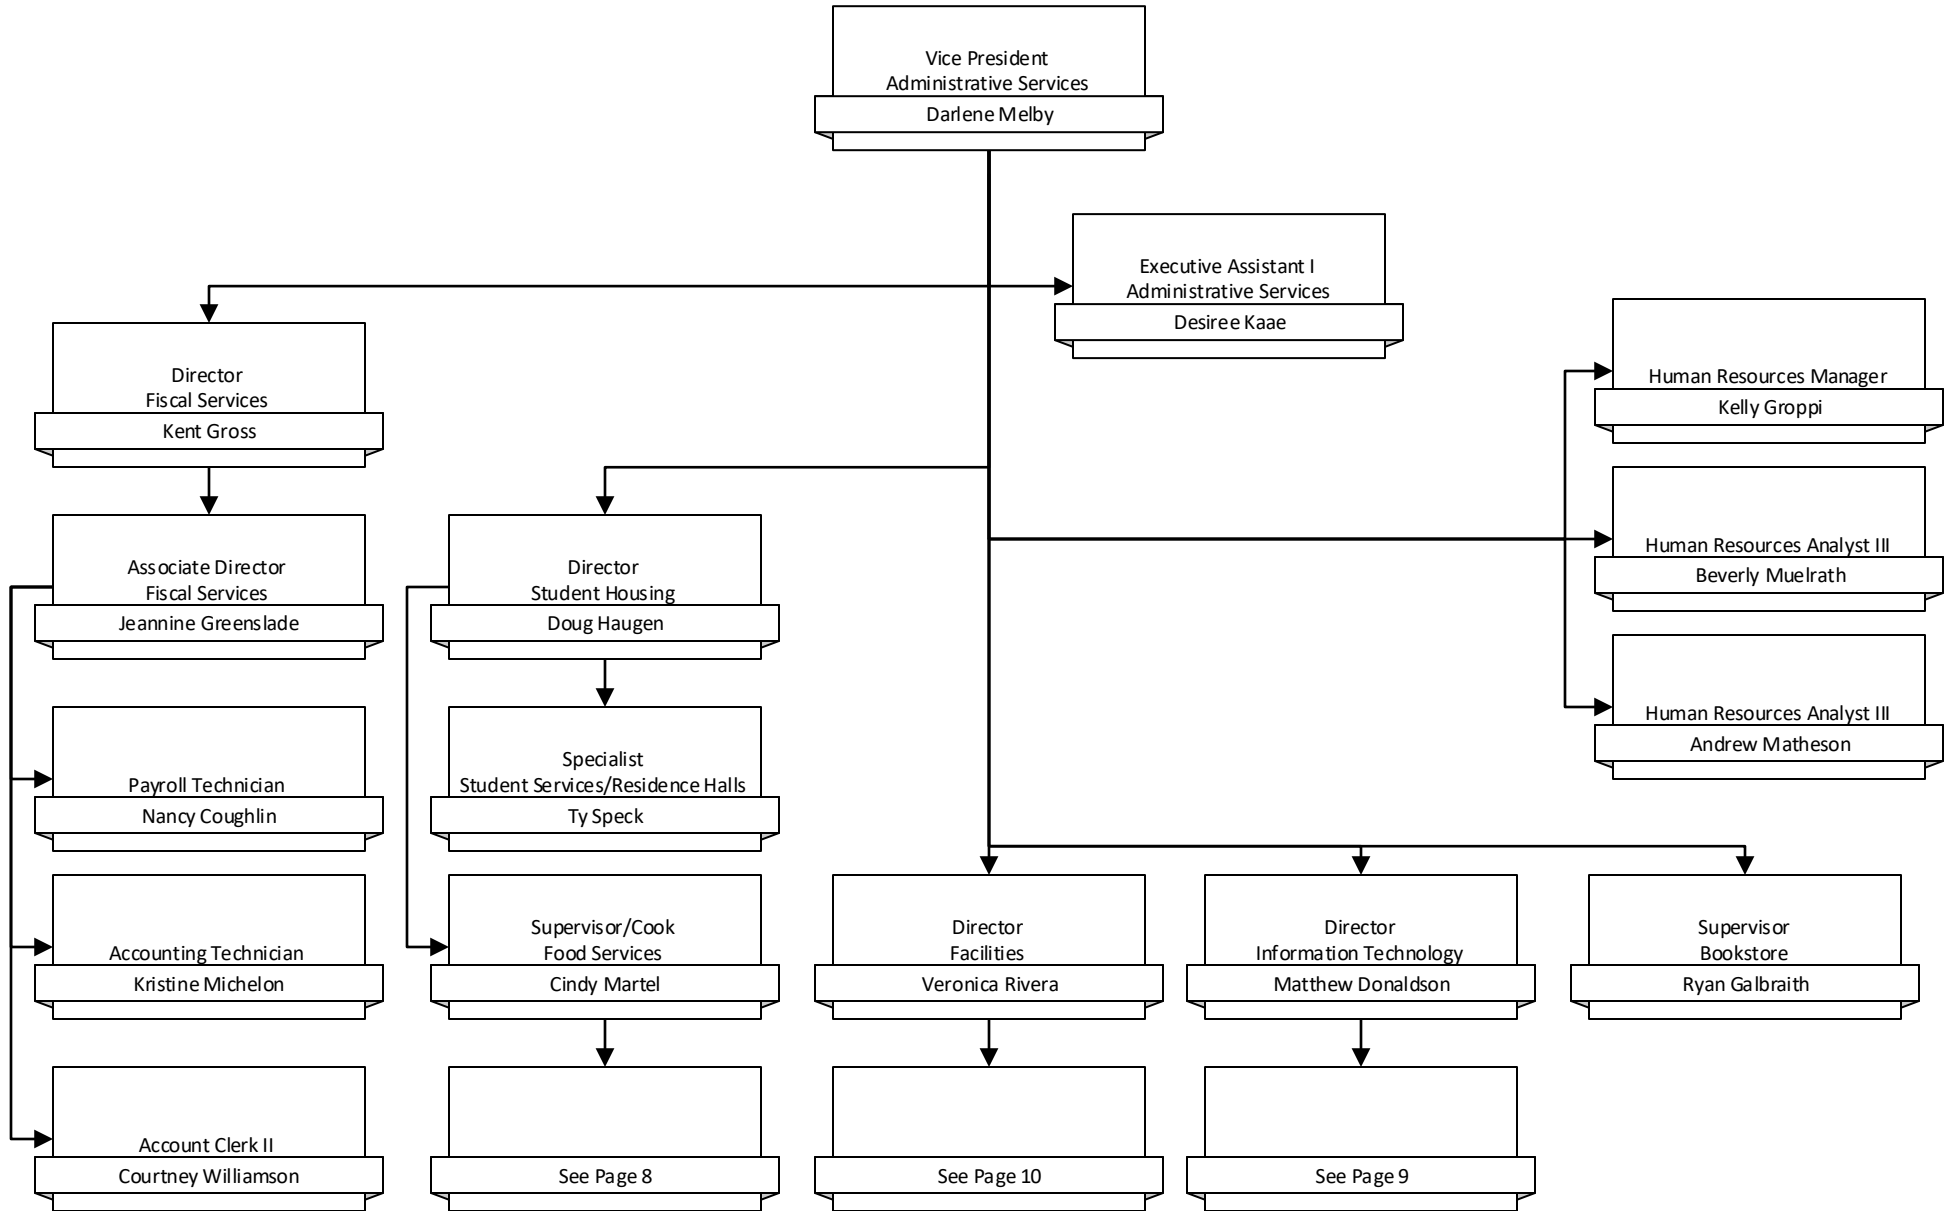 Vice President
Administrative Services
Darlene Melby
Executive Assistant I
Administrative Services
Desiree Kaae
Director
Fiscal Services
Kent Gross
Human Resources Manager
Kelly Groppi
Associate Director
Fiscal Services
Jeannine Greenslade
Director
Student Housing
Doug Haugen
Human Resources Analyst III
Beverly Muelrath
Human Resources Analyst III
Andrew Matheson
Payroll Technician
Nancy Coughlin
Specialist
Student Services/Residence Halls
Ty Speck
Accounting Technician
Kristine Michelon
Supervisor/Cook
Food Services
Cindy Martel
Director
Facilities
Veronica Rivera
Director
Information Technology
Matthew Donaldson
Supervisor
Bookstore
Ryan Galbraith
Account Clerk II
Courtney Williamson
See Page 8
See Page 10
See Page 9